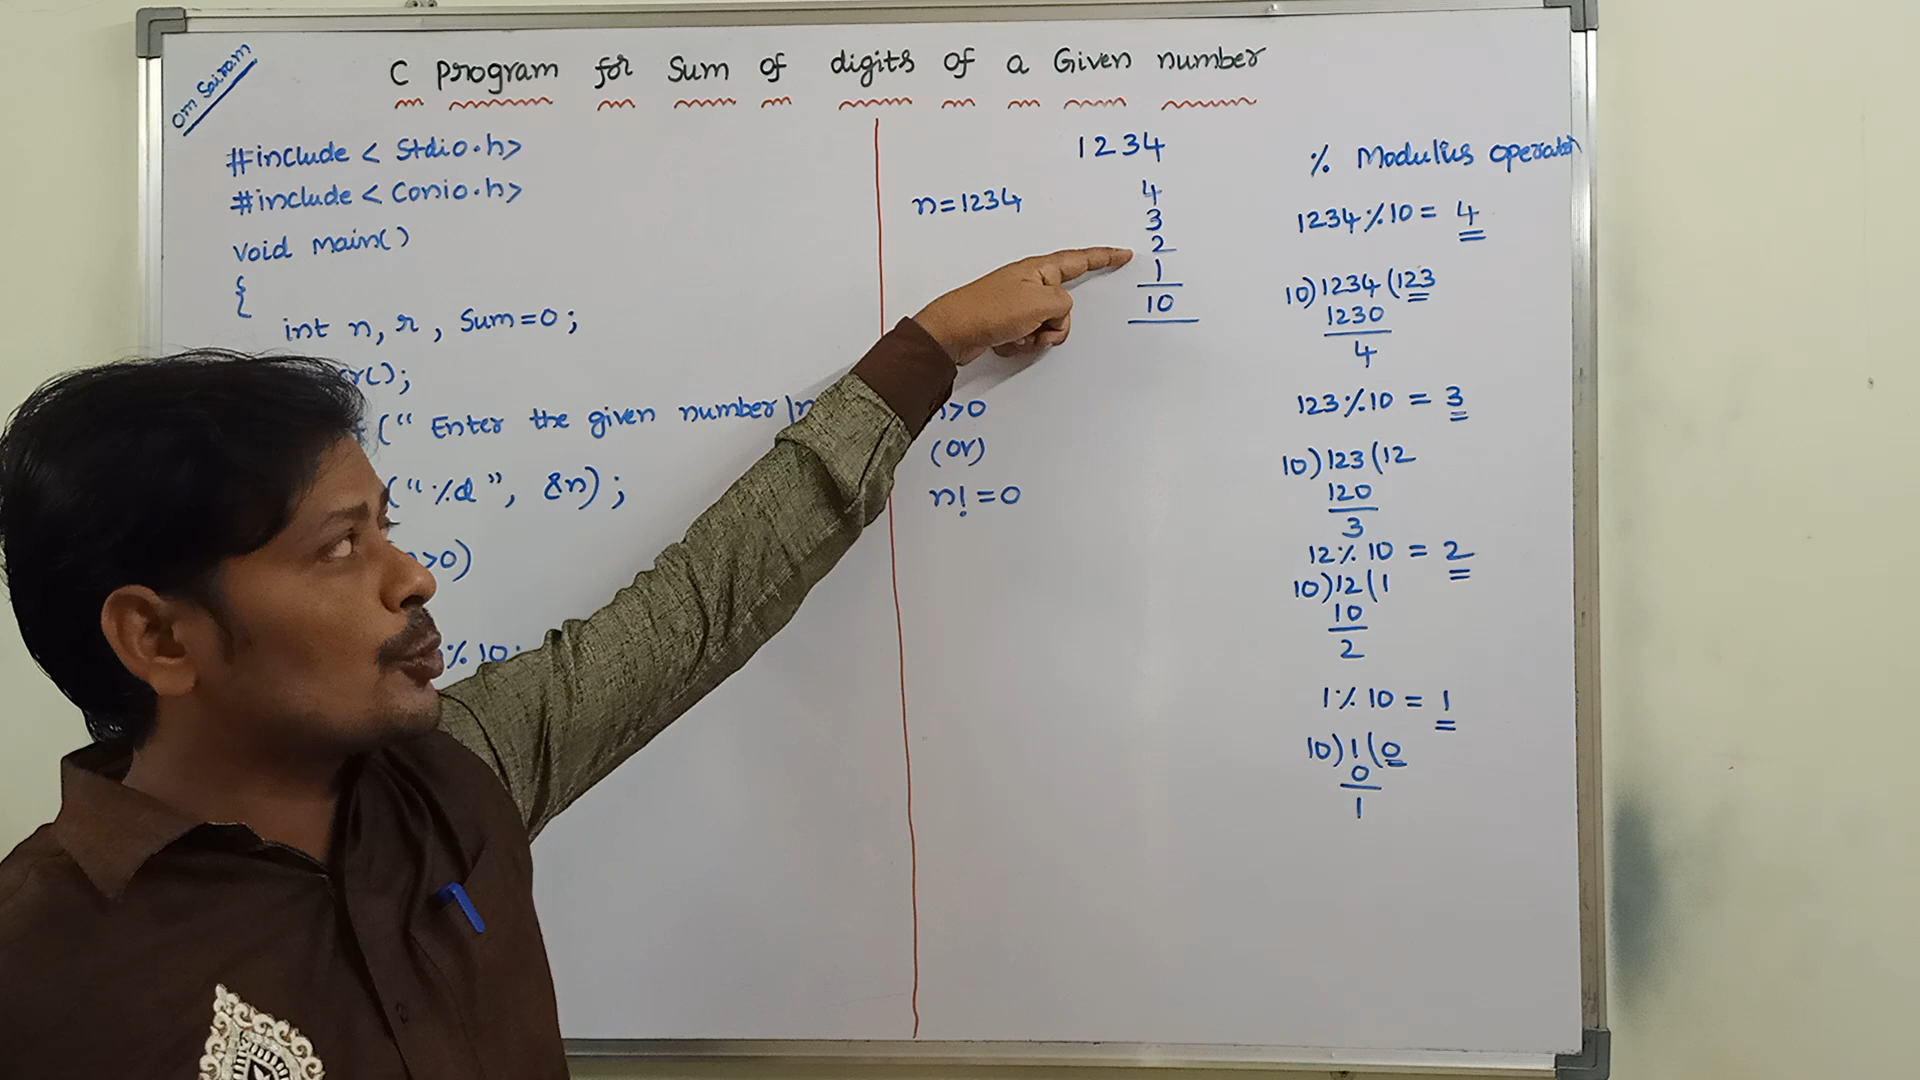 Om Sairam
C program for Sum of digits of a Given number
#include < Stdio.h>
#include < Conio.h>
void main()
{
int n, r, Sum=0;
r();
(" Enter the given number \n
("%d", &n);
>0)
% 10;
n=1234
>0
(or)
n!=0
1234
4
3
2
1
10
% Modulus operator
1234%10 = 4
10)1234(123
1230
4
123%10 = 3
10)123(12
120
3
12%10 = 2
10)12(1
10
2
1%10 = 1
10)1(0
0
1